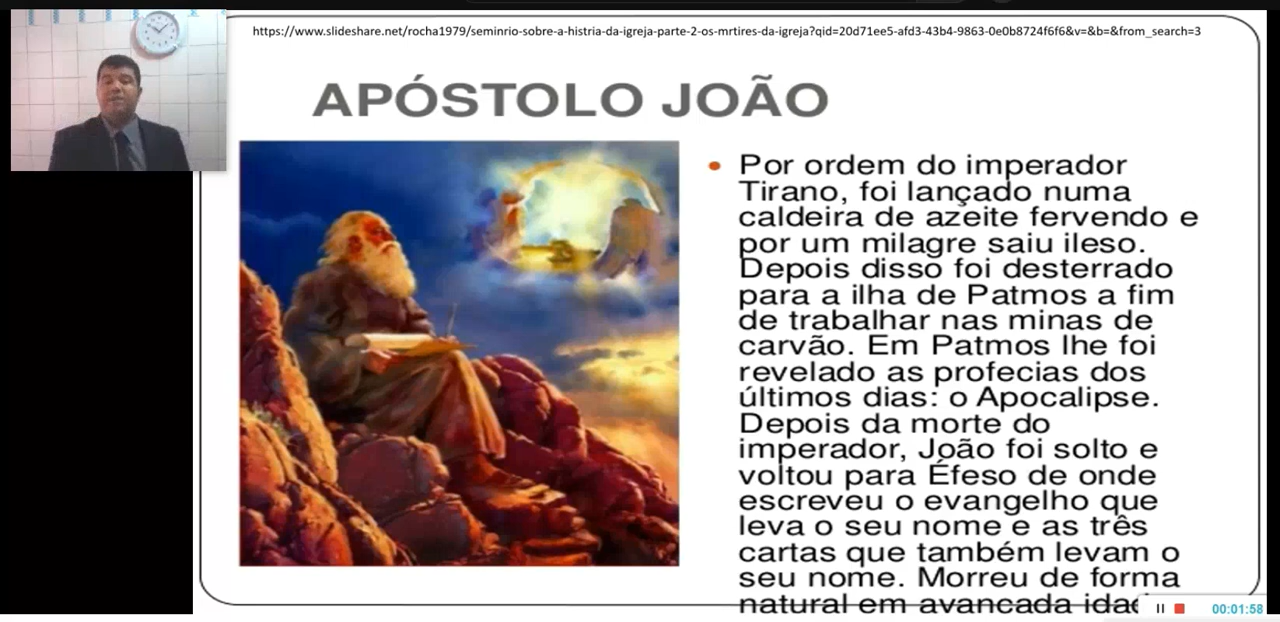 https://www.slideshare.net/rocha1979/seminrio-sobre-a-histria-da-igreja-parte-2-os-mrtires-da-igreja?qid=20d71ee5-afd3-43b4-9863-0e0b8724f6f6&v=&b=&from_search=3
APÓSTOLO JOÃO
• Por ordem do imperador
Tirano, foi lançado numa
caldeira de azeite fervendo e
por um milagre saiu ileso.
Depois disso foi desterrado
para a ilha de Patmos a fim
de trabalhar nas minas de
carvão. Em Patmos lhe foi
revelado as profecias dos
últimos dias: o Apocalipse.
Depois da morte do
imperador, João foi solto e
voltou para Éfeso de onde
escreveu o evangelho que
leva o seu nome e as três
cartas que também levam o
seu nome. Morreu de forma
natural em avançada
00:01:58